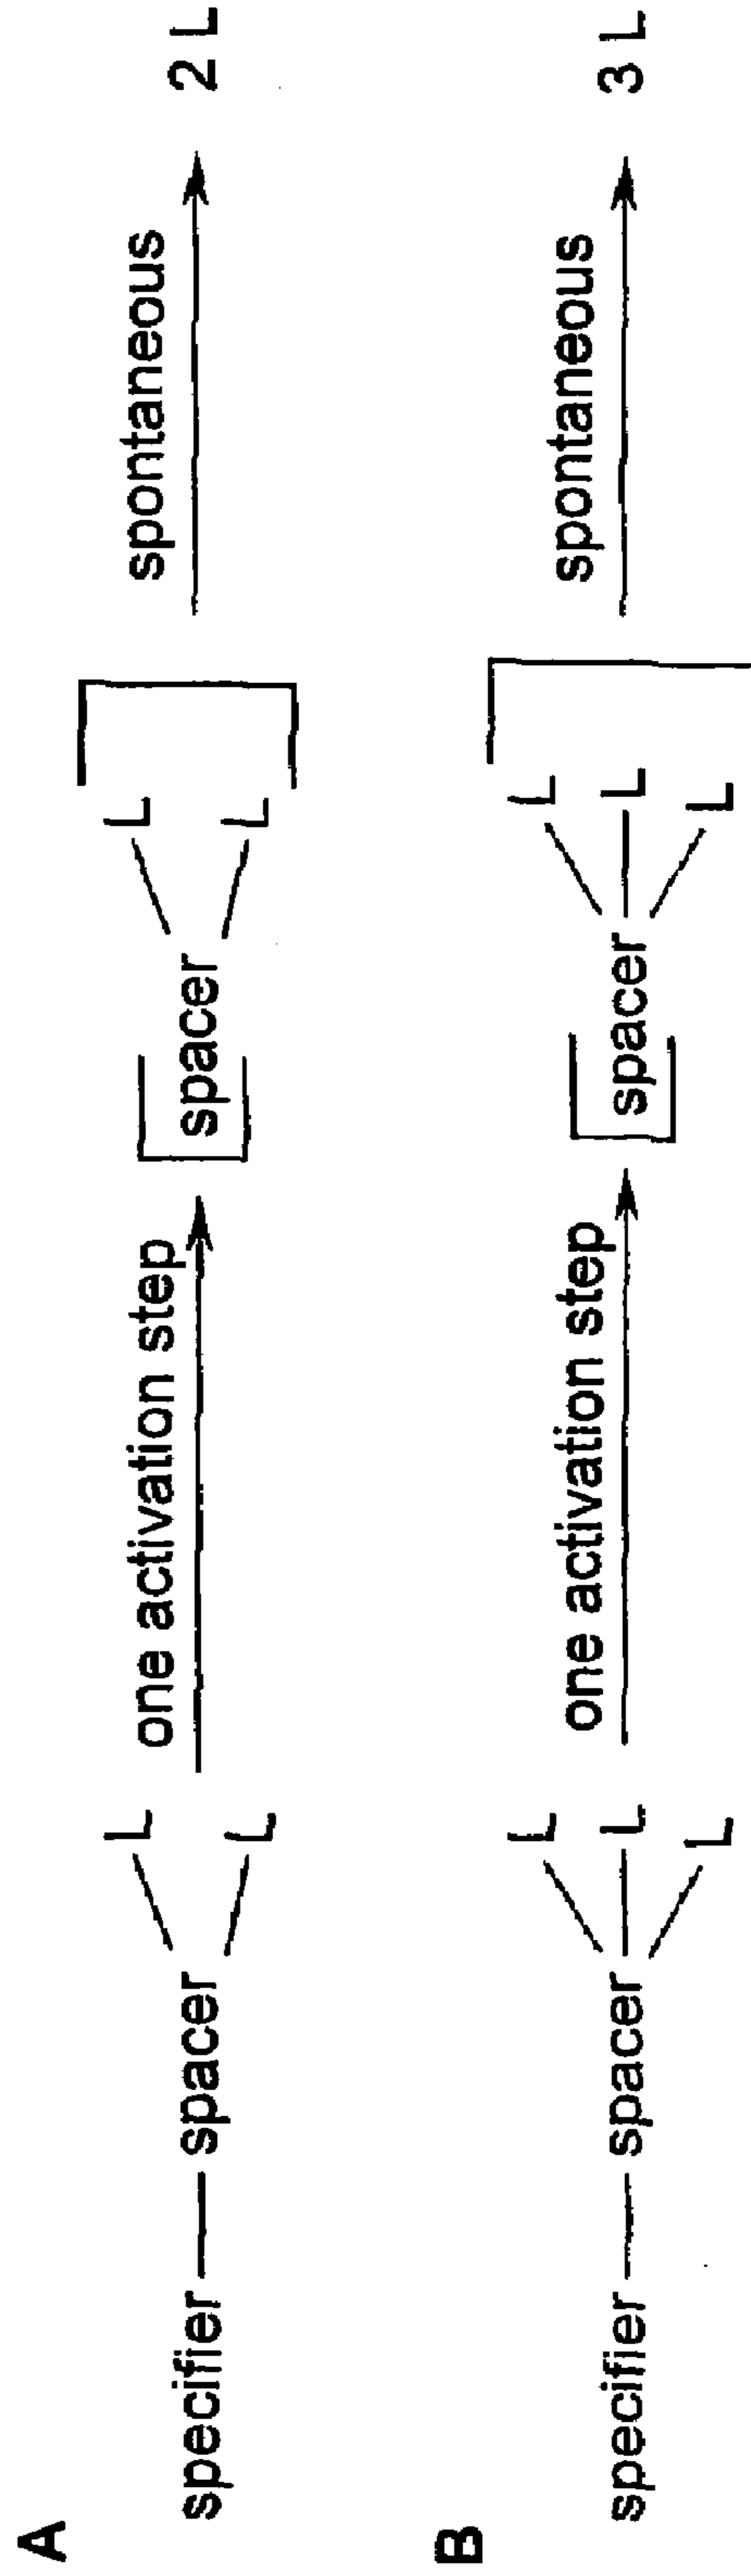 A
L L
specifier — spacer one activation step [ spacer ] spontaneous 2 L
L L
B
L L
specifier — spacer — L one activation step [ spacer — L ] spontaneous 3 L
L L